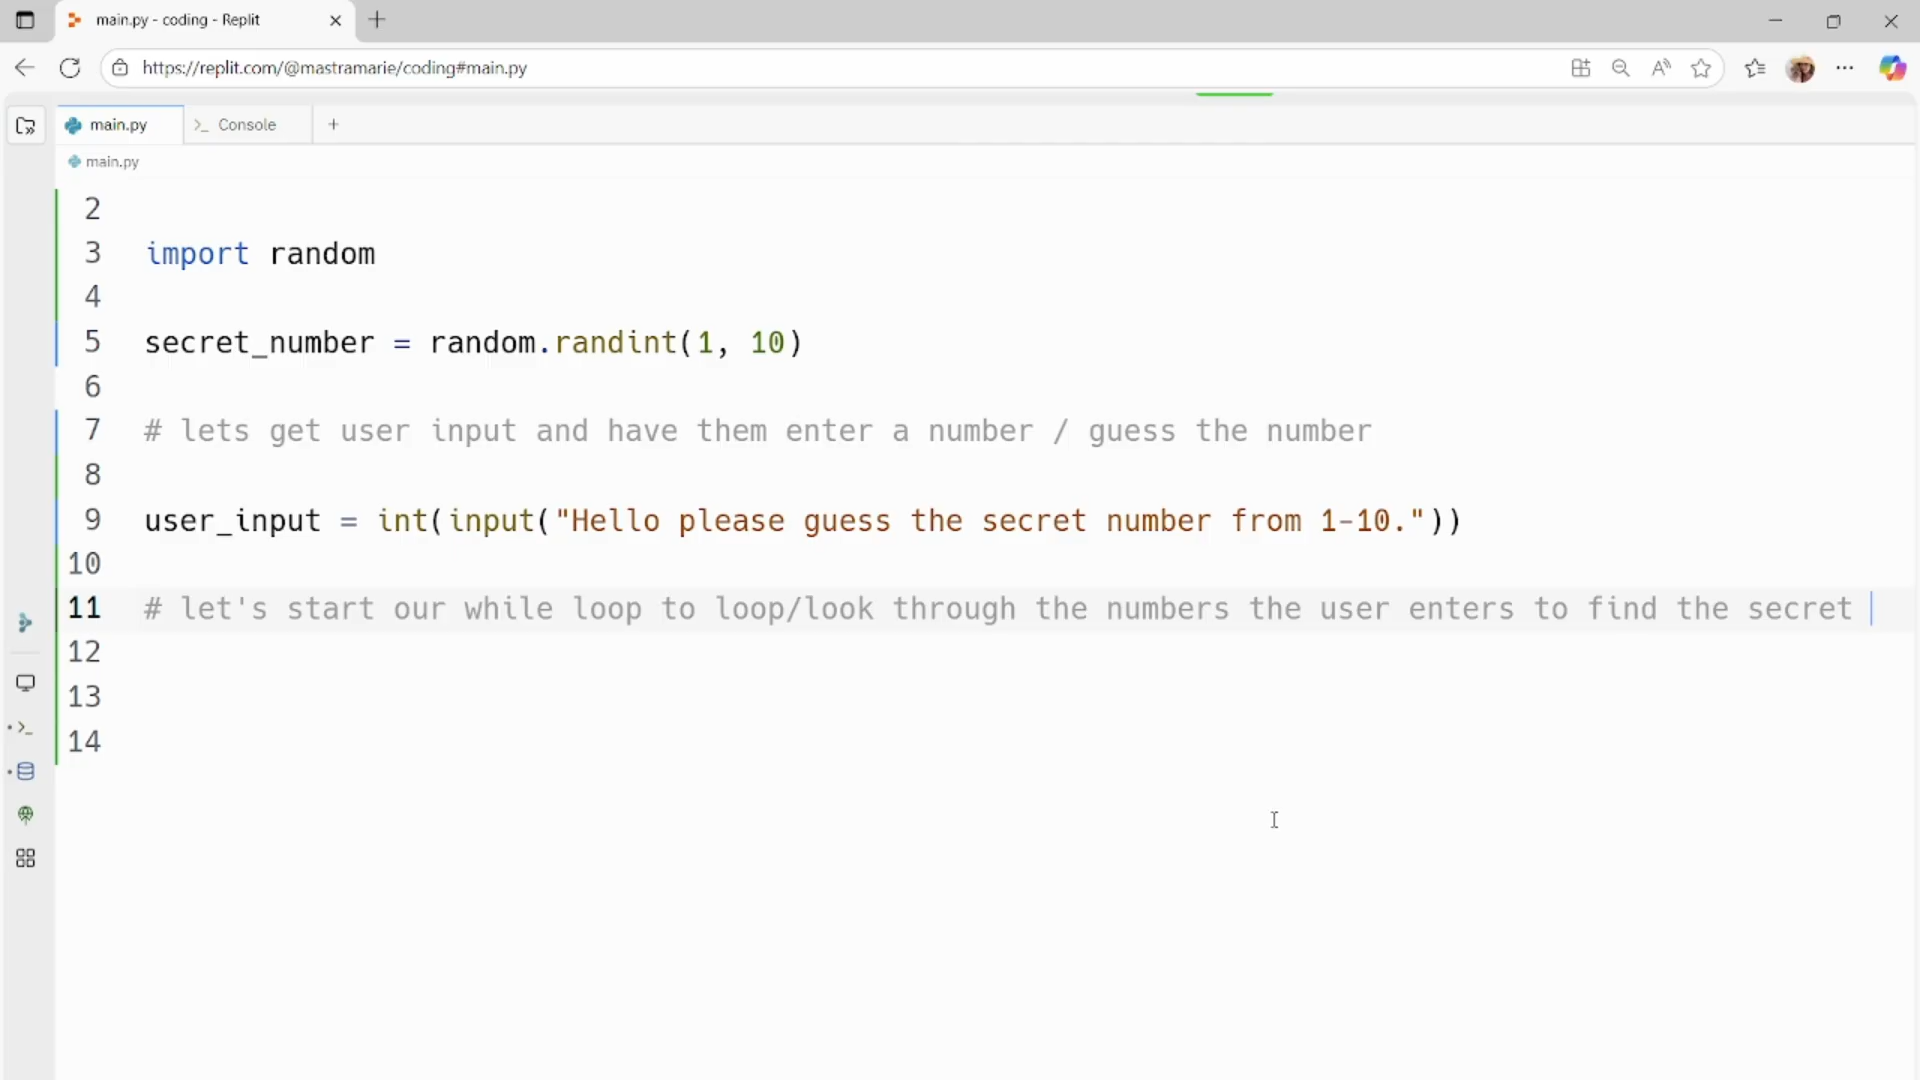 main.py - coding - Replit
https://replit.com/@mastramarie/coding#main.py
main.py
>_ Console
main.py
2
3 import random
4
5 secret_number = random.randint(1, 10)
6
7 # lets get user input and have them enter a number / guess the number
8
9 user_input = int(input("Hello please guess the secret number from 1-10."))
10
11 # let's start our while loop to loop/look through the numbers the user enters to find the secret
12
13
14